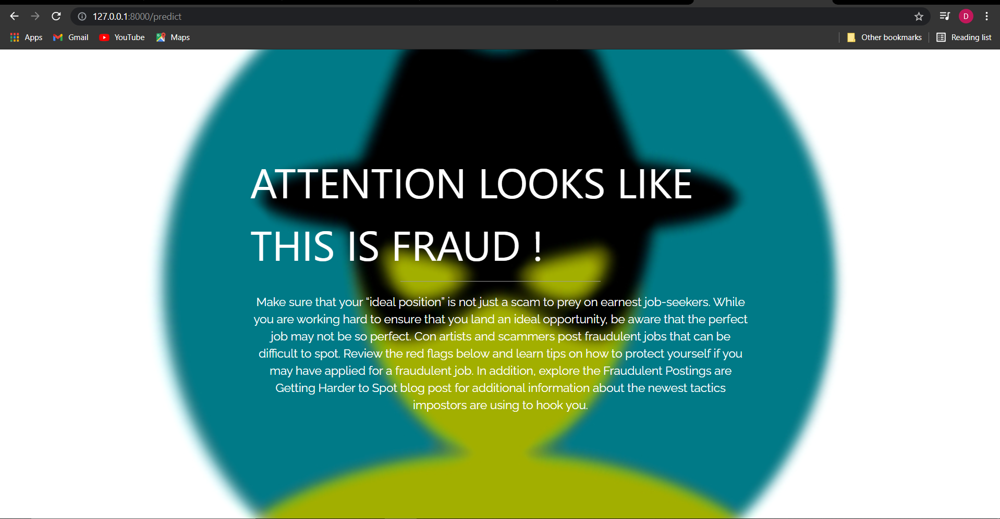 127.0.0.1:8000/predict
D
Apps Gmail YouTube Maps Other bookmarks Reading list
ATTENTION LOOKS LIKE
THIS IS FRAUD !
Make sure that your “ideal position” is not just a scam to prey on earnest job-seekers. While
you are working hard to ensure that you land an ideal opportunity, be aware that the perfect
job may not be so perfect. Con artists and scammers post fraudulent jobs that can be
difficult to spot. Review the red flags below and learn tips on how to protect yourself if you
may have applied for a fraudulent job. In addition, explore the Fraudulent Postings are
Getting Harder to Spot blog post for additional information about the newest tactics
impostors are using to hook you.